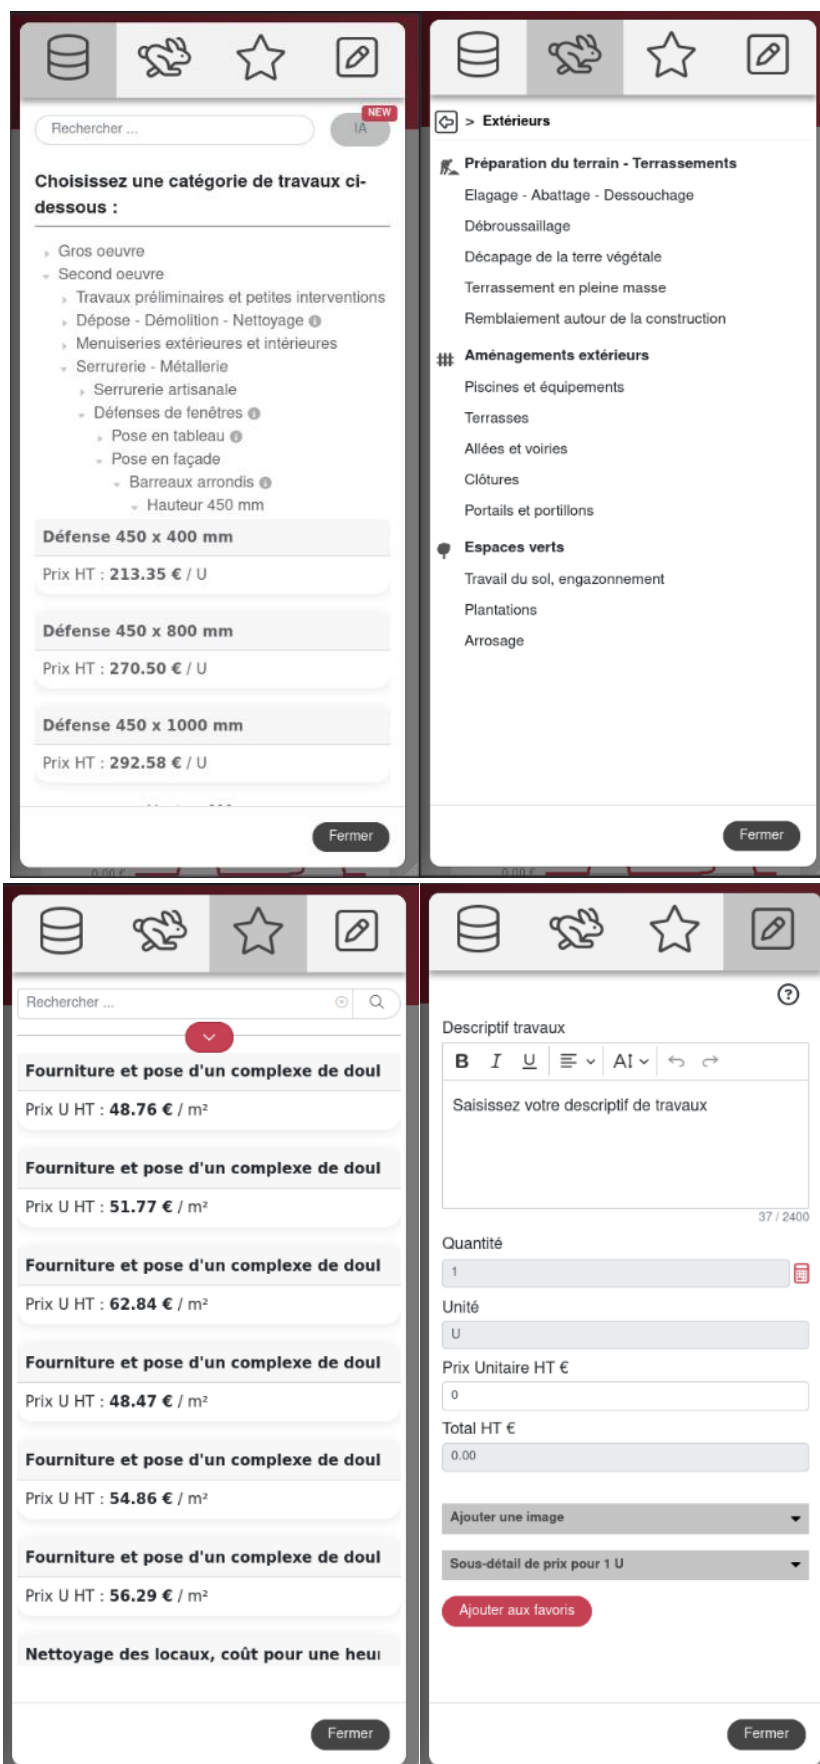 NEW
Rechercher ...
IA
Choisissez une catégorie de travaux ci-
dessous :
Gros oeuvre
Second oeuvre
Travaux préliminaires et petites interventions
Dépose - Démolition - Nettoyage
Menuiseries extérieures et intérieures
Serrurerie - Métallerie
Serrurerie artisanale
Défenses de fenêtres
Pose en tableau
Pose en façade
Barreaux arrondis
Hauteur 450 mm
Défense 450 x 400 mm
Prix HT : 213.35 € / U
Défense 450 x 800 mm
Prix HT : 270.50 € / U
Défense 450 x 1000 mm
Prix HT : 292.58 € / U
Fermer
> Extérieurs
Préparation du terrain - Terrassements
Elagage - Abattage - Dessouchage
Débroussaillage
Décapage de la terre végétale
Terrassement en pleine masse
Remblaiement autour de la construction
Aménagements extérieurs
Piscines et équipements
Terrasses
Allées et voiries
Clôtures
Portails et portillons
Espaces verts
Travail du sol, engazonnement
Plantations
Arrosage
Fermer
Rechercher ...
Fourniture et pose d'un complexe de doul
Prix U HT : 48.76 € / m²
Fourniture et pose d'un complexe de doul
Prix U HT : 51.77 € / m²
Fourniture et pose d'un complexe de doul
Prix U HT : 62.84 € / m²
Fourniture et pose d'un complexe de doul
Prix U HT : 48.47 € / m²
Fourniture et pose d'un complexe de doul
Prix U HT : 54.86 € / m²
Fourniture et pose d'un complexe de doul
Prix U HT : 56.29 € / m²
Nettoyage des locaux, coût pour une heu
Fermer
Descriptif travaux
B I U AI
Saisissez votre descriptif de travaux
37 / 2400
Quantité
1
Unité
U
Prix Unitaire HT €
0
Total HT €
0.00
Ajouter une image
Sous-détail de prix pour 1 U
Ajouter aux favoris
Fermer